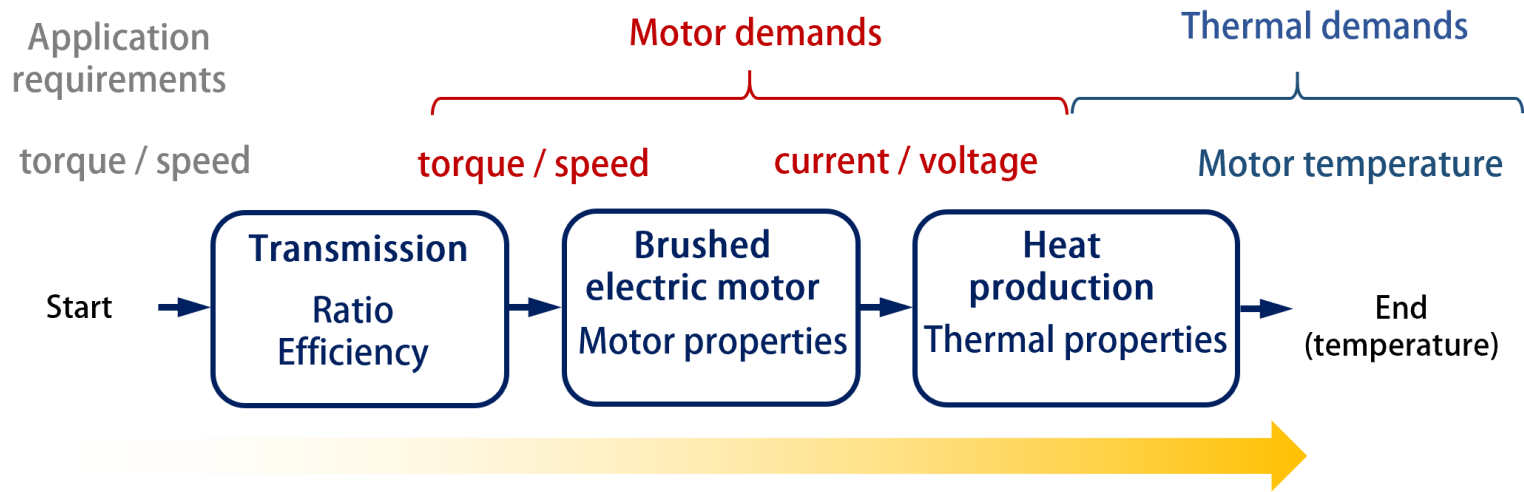 Application
requirements
Motor demands
Thermal demands
torque / speed
torque / speed
current / voltage
Motor temperature
Start
Transmission
Ratio
Efficiency
Brushed
electric motor
Motor properties
Heat
production
Thermal properties
End
(temperature)